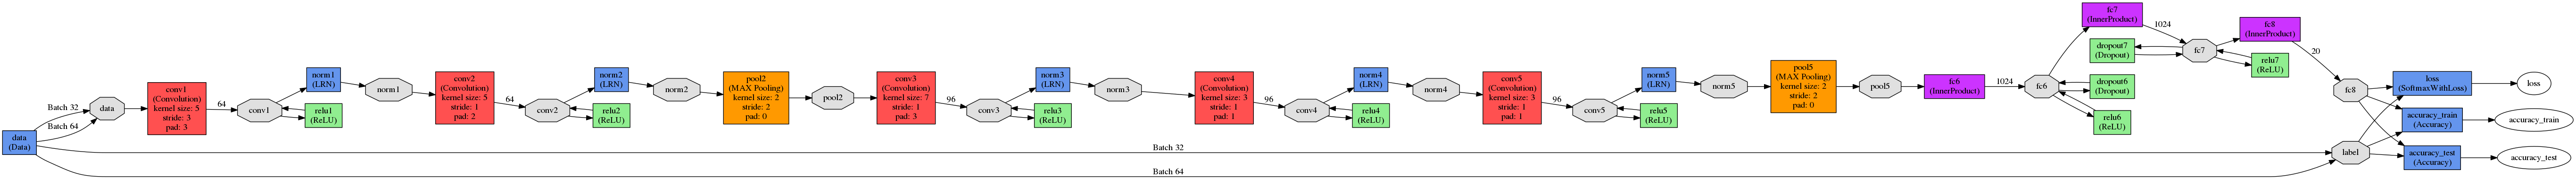 data
(Data)
Batch 32
Batch 64
data
conv1
(Convolution)
kernel size: 5
stride: 3
pad: 3
64
conv1
norm1
(LRN)
relu1
(ReLU)
norm1
conv2
(Convolution)
kernel size: 5
stride: 1
pad: 2
64
conv2
norm2
(LRN)
relu2
(ReLU)
norm2
pool2
(MAX Pooling)
kernel size: 2
stride: 2
pad: 0
pool2
conv3
(Convolution)
kernel size: 7
stride: 1
pad: 3
96
conv3
norm3
(LRN)
relu3
(ReLU)
norm3
conv4
(Convolution)
kernel size: 3
stride: 1
pad: 1
96
conv4
norm4
(LRN)
relu4
(ReLU)
norm4
conv5
(Convolution)
kernel size: 3
stride: 1
pad: 1
96
conv5
norm5
(LRN)
relu5
(ReLU)
norm5
pool5
(MAX Pooling)
kernel size: 2
stride: 2
pad: 0
pool5
fc6
(InnerProduct)
1024
fc6
fc7
(InnerProduct)
1024
dropout7
(Dropout)
dropout6
(Dropout)
relu6
(ReLU)
fc7
fc8
(InnerProduct)
20
relu7
(ReLU)
fc8
Batch 32
Batch 64
label
loss
(SoftmaxWithLoss)
loss
accuracy_train
(Accuracy)
accuracy_train
accuracy_test
(Accuracy)
accuracy_test